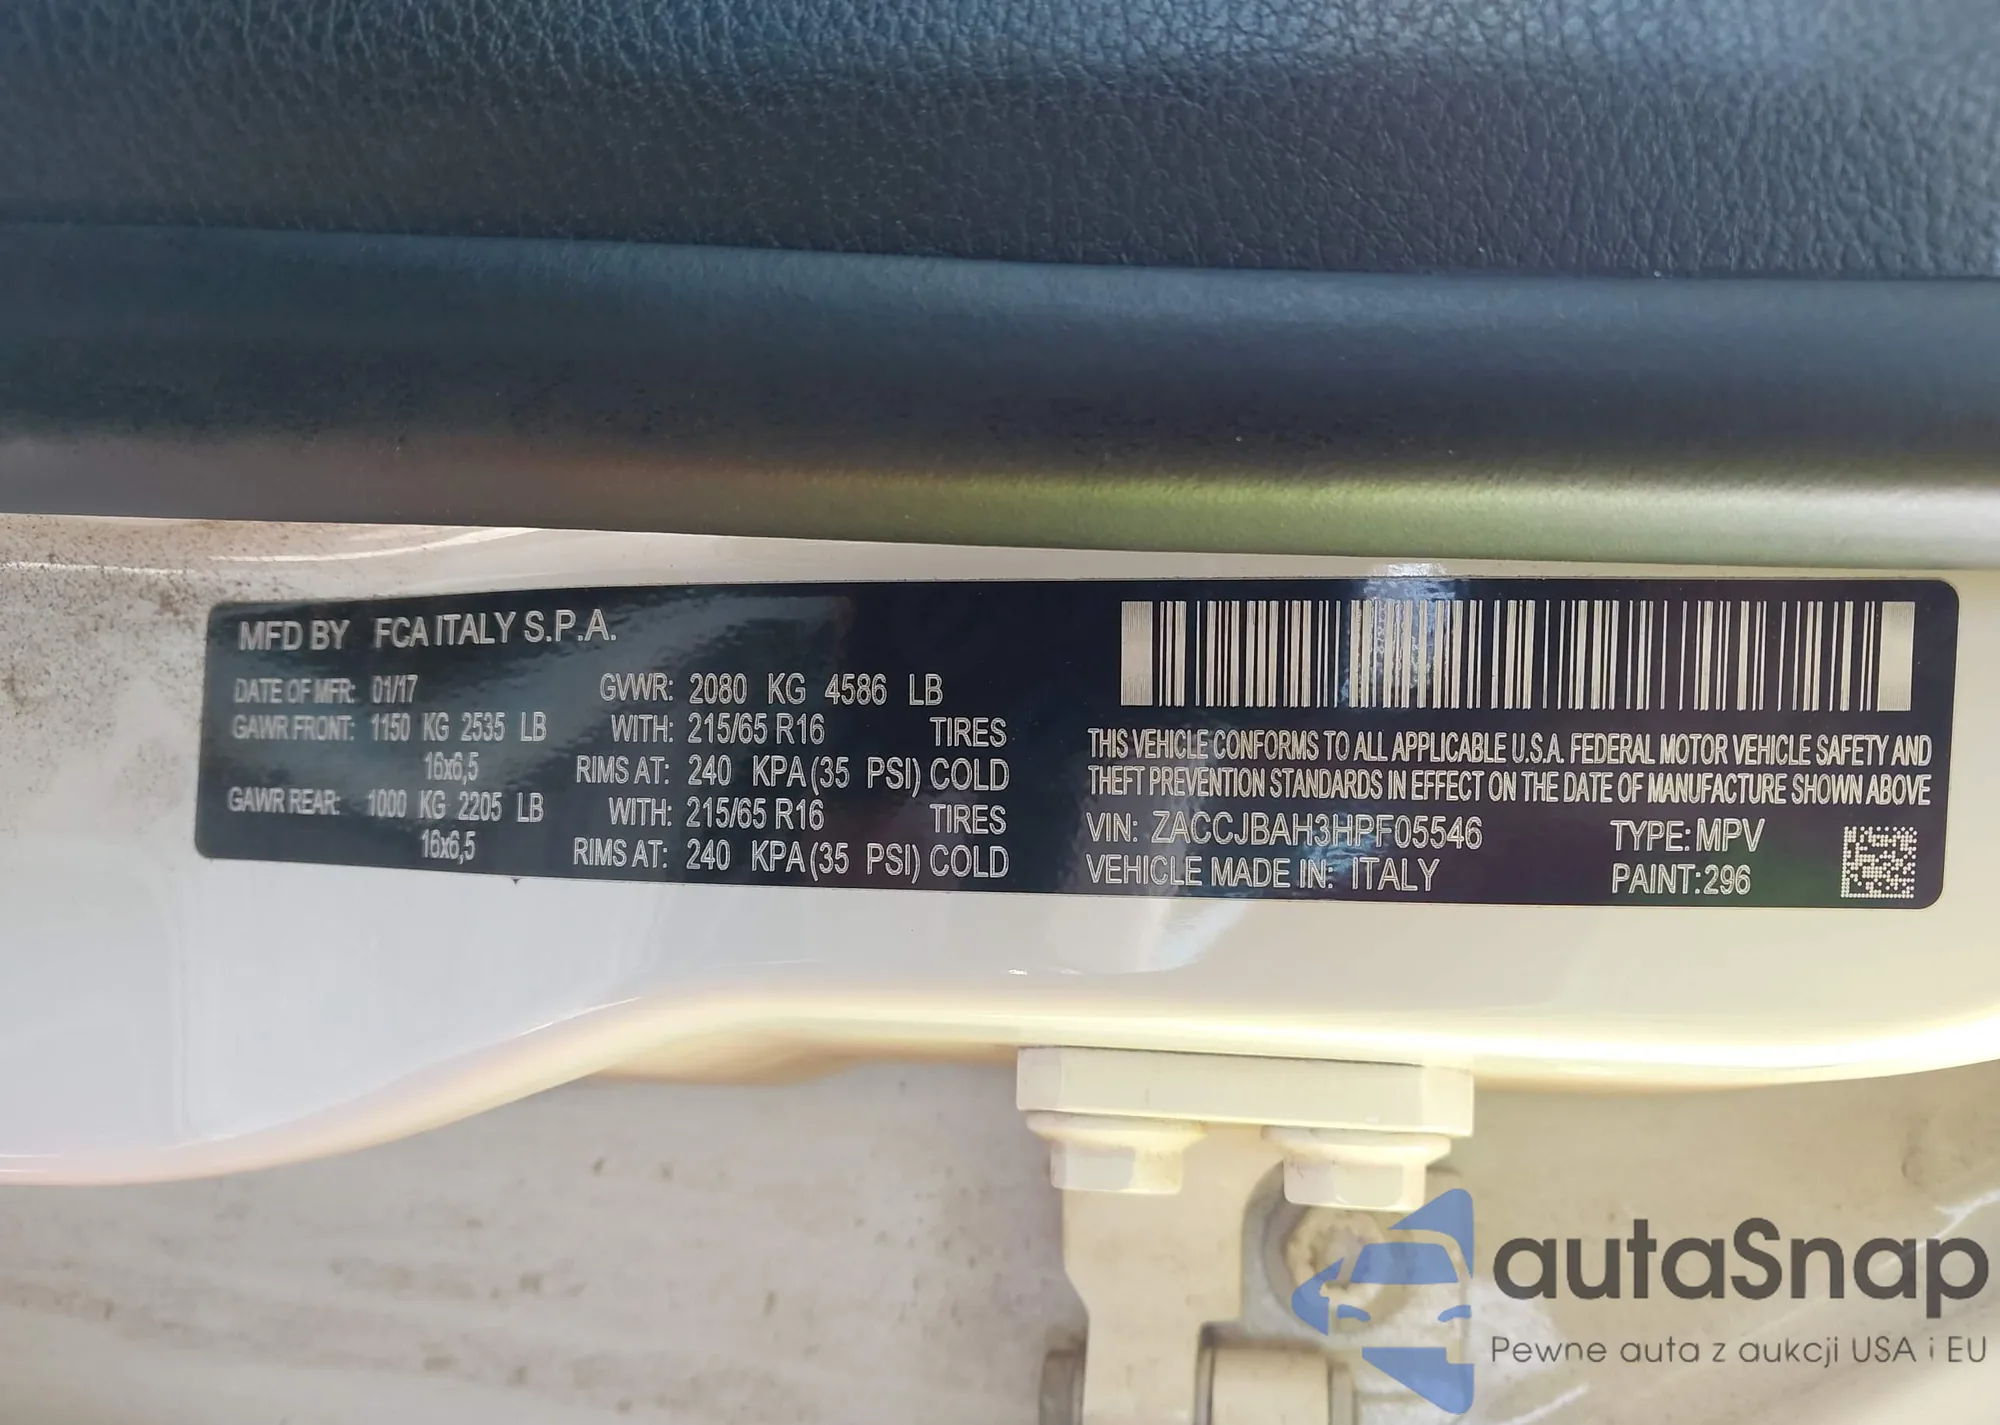 MFD BY FCA ITALY S.P.A.
DATE OF MFR: 01/17 GVWR: 2080 KG 4586 LB
GAWR FRONT: 1150 KG 2535 LB WITH: 215/65 R16 TIRES
16x6,5 RIMS AT: 240 KPA (35 PSI) COLD
GAWR REAR: 1000 KG 2205 LB WITH: 215/65 R16 TIRES
16x6,5 RIMS AT: 240 KPA (35 PSI) COLD
THIS VEHICLE CONFORMS TO ALL APPLICABLE U.S.A. FEDERAL MOTOR VEHICLE SAFETY AND
THEFT PREVENTION STANDARDS IN EFFECT ON THE DATE OF MANUFACTURE SHOWN ABOVE
VIN: ZACCJBAH3HPF05546 TYPE: MPV
VEHICLE MADE IN: ITALY PAINT: 296
autaSnap
Pewne auta z aukcji USA i EU